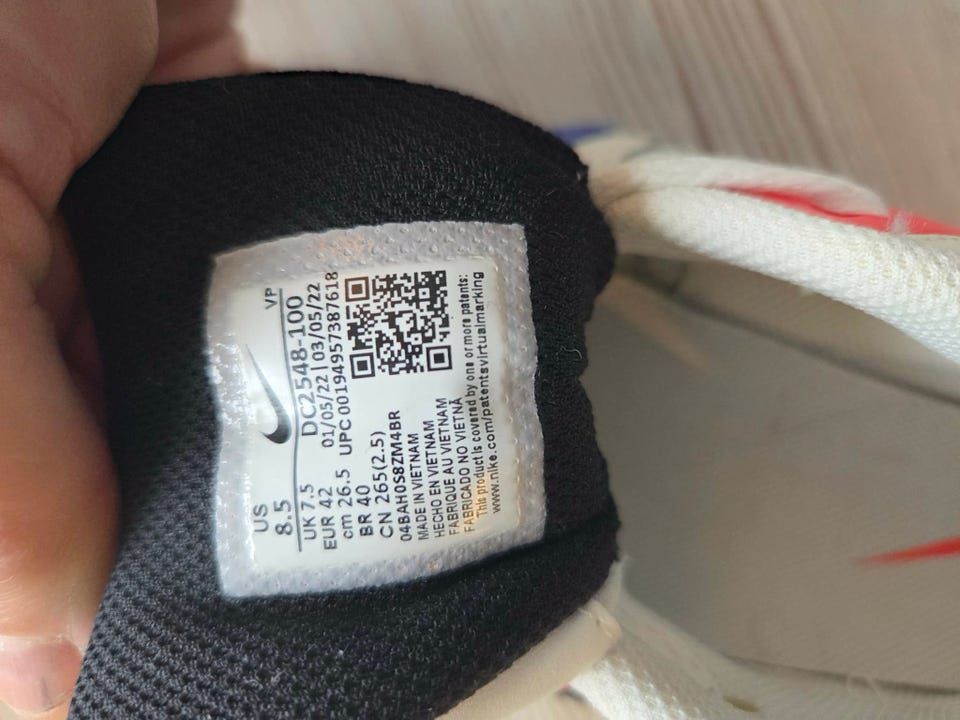 US
8.5
VP
UK 7.5 DC2548-100
EUR 42 01/05/22 | 03/05/22
cm 26.5 UPC 00194957387618
BR 40
CN 265(2.5)
04BAH0S8ZM4BR
MADE IN VIETNAM
HECHO EN VIETNAM
FABRIQUE AU VIETNAM
FABRICADO NO VIETNÃ
This product is covered by one or more patents:
www.nike.com/patentsvirtualmarking